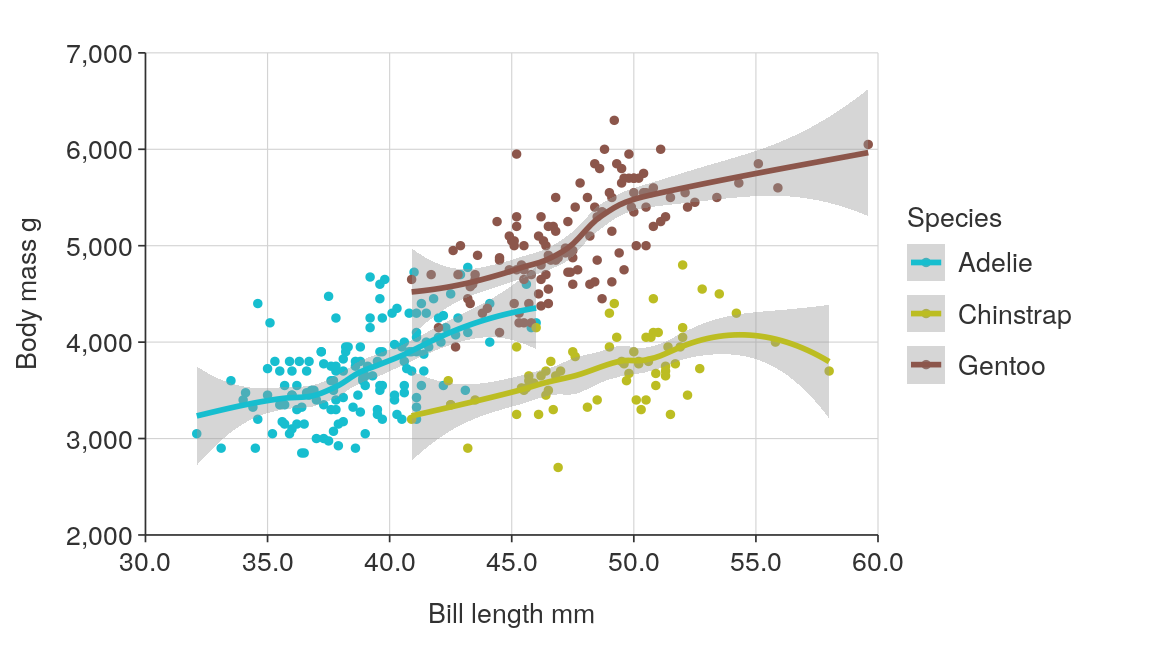 7,000
6,000
5,000
4,000
3,000
2,000
30.0 35.0 40.0 45.0 50.0 55.0 60.0
Bill length mm
Body mass g
Species
Adelie
Chinstrap
Gentoo